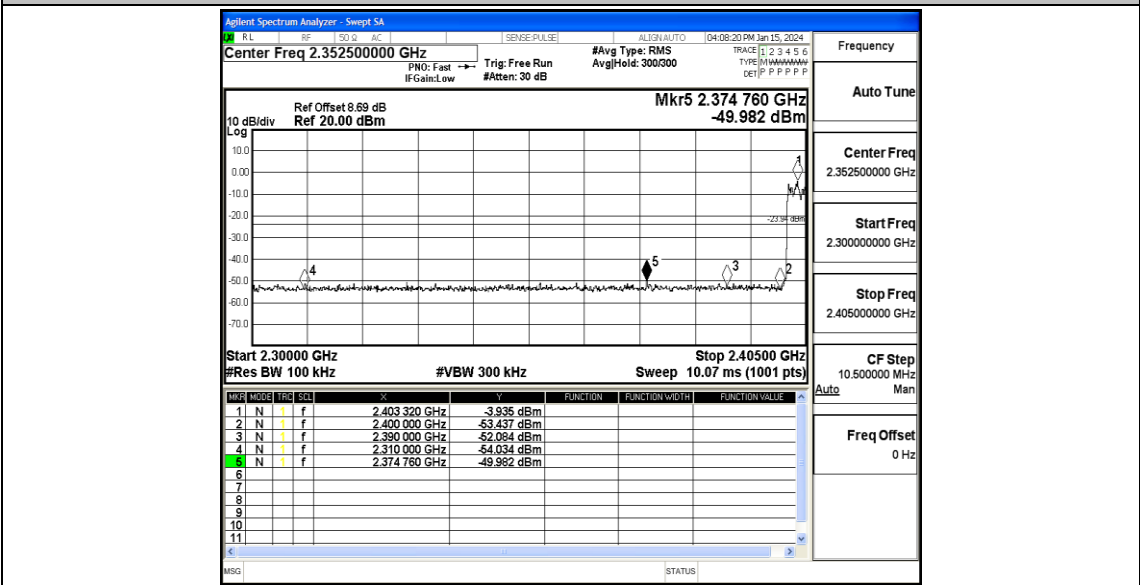 Agilent Spectrum Analyzer - Swept SA
RL RF 50 Ω AC SENSE:PULSE ALIGNAUTO 04:08:20 PM Jan 15, 2024
Center Freq 2.352500000 GHz
PNO: Fast
IFGain:Low
Trig: Free Run
#Atten: 30 dB
#Avg Type: RMS
Avg|Hold: 300/300
TRACE 1 2 3 4 5 6
TYPE M WWWWW
DET P P P P P P
Frequency
Auto Tune
Center Freq
2.352500000 GHz
Start Freq
2.300000000 GHz
Stop Freq
2.405000000 GHz
CF Step
10.500000 MHz
Auto Man
Freq Offset
0 Hz
Mkr5 2.374 760 GHz
-49.982 dBm
Ref Offset 8.69 dB
10 dB/div Ref 20.00 dBm
Log
10.0
0.00
-10.0
-20.0
-30.0
-40.0
-50.0
-60.0
-70.0
1
-23.94 dBm
4
5
3
2
Start 2.30000 GHz Stop 2.40500 GHz
#Res BW 100 kHz #VBW 300 kHz Sweep 10.07 ms (1001 pts)
MKR MODE TRC SCL X Y FUNCTION FUNCTION WIDTH FUNCTION VALUE
1 N 1 f 2.403 320 GHz -3.935 dBm
2 N 1 f 2.400 000 GHz -53.437 dBm
3 N 1 f 2.390 000 GHz -52.084 dBm
4 N 1 f 2.310 000 GHz -54.034 dBm
5 N 1 f 2.374 760 GHz -49.982 dBm
6
7
8
9
10
11
MSG STATUS